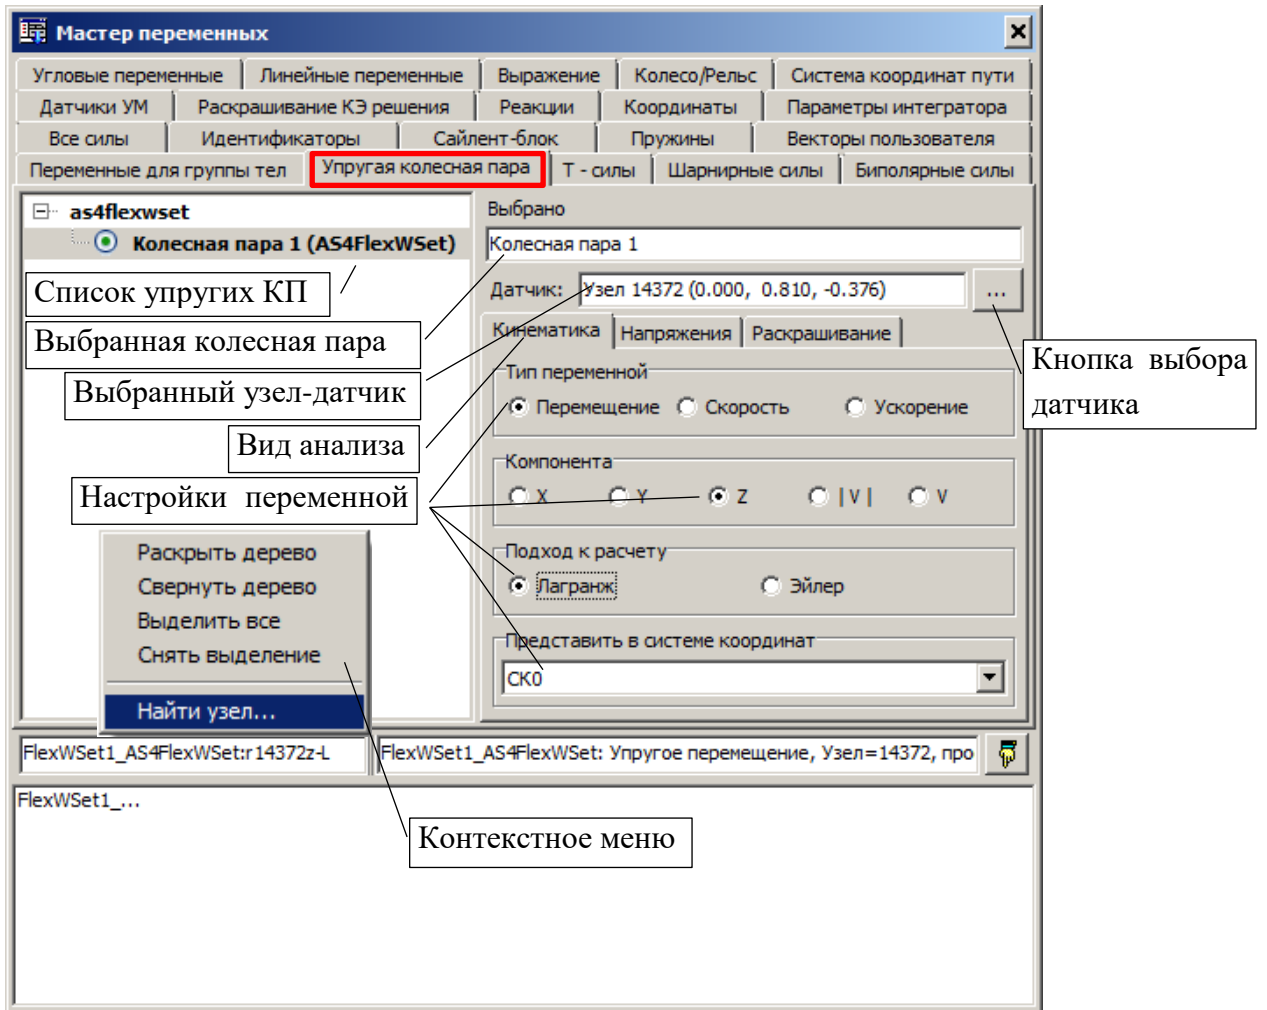 Мастер переменных
Угловые переменные Линейные переменные Выражение Колесо/Рельс Система координат пути
Датчики УМ Раскрашивание КЭ решения Реакции Координаты Параметры интегратора
Все силы Идентификаторы Сайлент-блок Пружины Векторы пользователя
Переменные для группы тел Упругая колесная пара Т - силы Шарнирные силы Биполярные силы
as4flexwset
Колесная пара 1 (AS4FlexWSet)
Список упругих КП
Выбранная колесная пара
Выбранный узел-датчик
Вид анализа
Настройки переменной
Раскрыть дерево
Свернуть дерево
Выделить все
Снять выделение
Найти узел...
Выбрано
Колесная пара 1
Датчик: Узел 14372 (0.000, 0.810, -0.376) ...
Кинематика Напряжения Раскрашивание
Кнопка выбора
датчика
Тип переменной
Перемещение Скорость Ускорение
Компонента
X Y Z |V| V
Подход к расчету
Лагранж Эйлер
Представить в системе координат
СК0
FlexWSet1_AS4FlexWSet:r14372z-L FlexWSet1_AS4FlexWSet: Упругое перемещение, Узел=14372, про
FlexWSet1_...
Контекстное меню